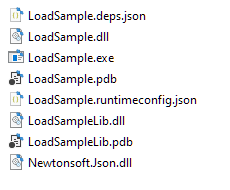 LoadSample.deps.json
LoadSample.dll
LoadSample.exe
LoadSample.pdb
LoadSample.runtimeconfig.json
LoadSampleLib.dll
LoadSampleLib.pdb
Newtonsoft.Json.dll